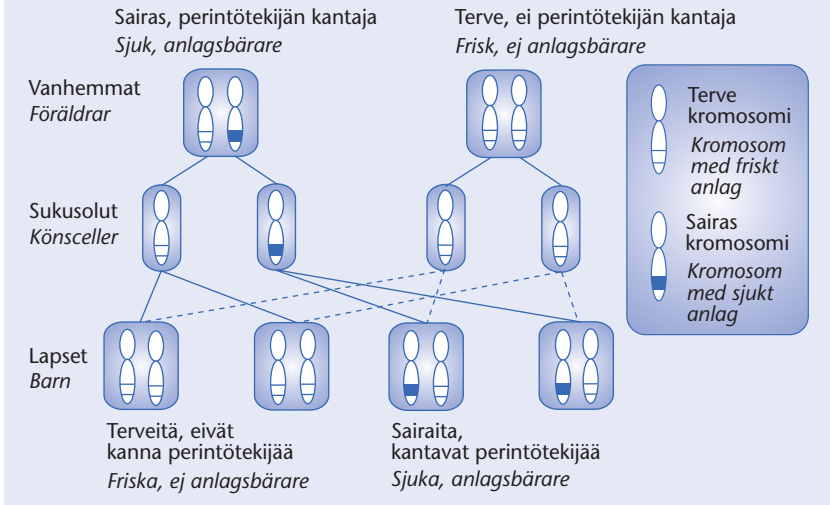 Sairas, perintötekijän kantaja
Sjuk, anlagsbärare
Terve, ei perintötekijän kantaja
Frisk, ej anlagsbärare
Vanhemmat
Föräldrar
Terve
kromosomi
Kromosom
med friskt
anlag
Sairas
kromosomi
Kromosom
med sjukt
anlag
Sukusolut
Könsceller
Lapset
Barn
Terveitä, eivät
kanna perintötekijää
Friska, ej anlagsbärare
Sairaita,
kantavat perintötekijää
Sjuka, anlagsbärare